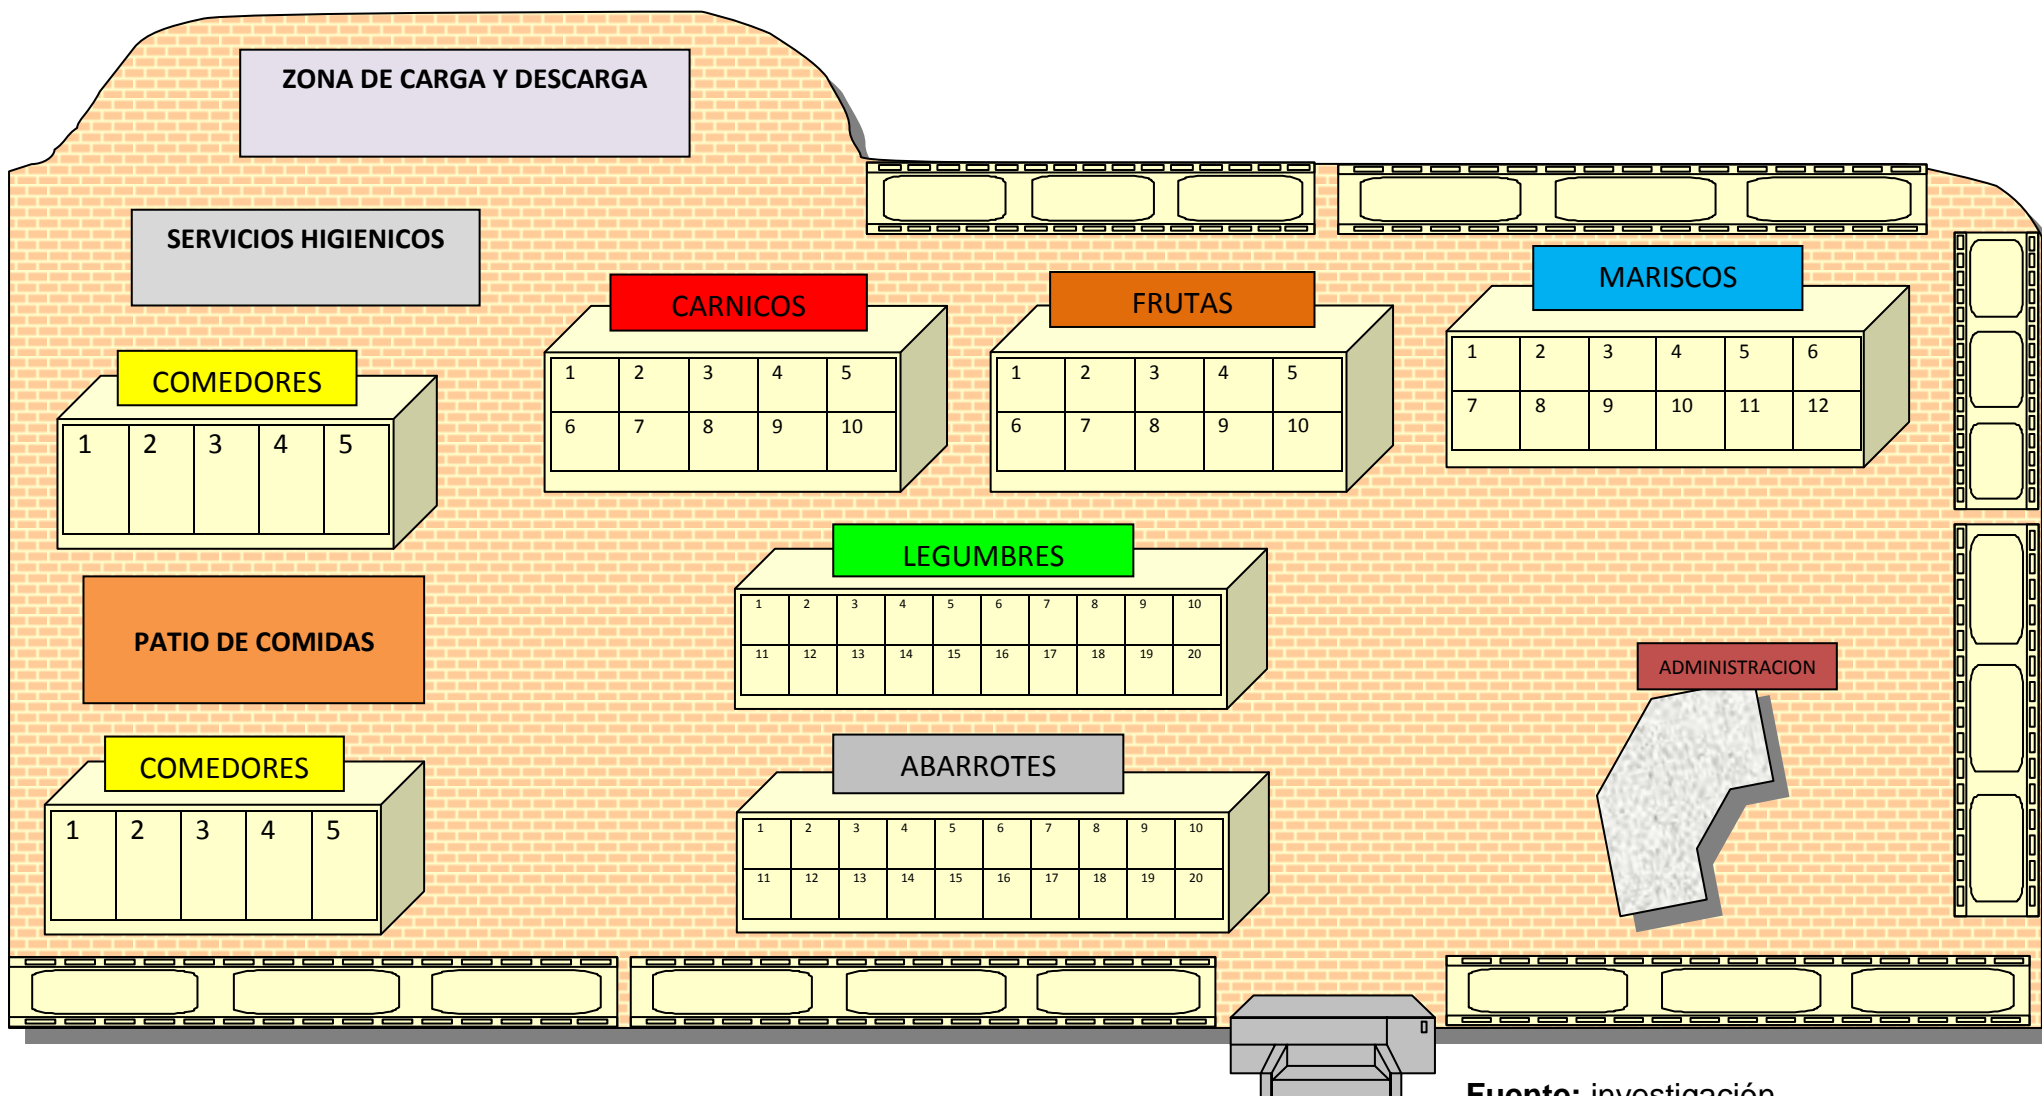 ZONA DE CARGA Y DESCARGA
SERVICIOS HIGIENICOS
CARNICOS
1 2 3 4 5
6 7 8 9 10
FRUTAS
1 2 3 4 5
6 7 8 9 10
MARISCOS
1 2 3 4 5 6
7 8 9 10 11 12
COMEDORES
1 2 3 4 5
LEGUMBRES
1 2 3 4 5 6 7 8 9 10
11 12 13 14 15 16 17 18 19 20
PATIO DE COMIDAS
ADMINISTRACION
COMEDORES
1 2 3 4 5
ABARROTES
1 2 3 4 5 6 7 8 9 10
11 12 13 14 15 16 17 18 19 20
Fuente: investigación